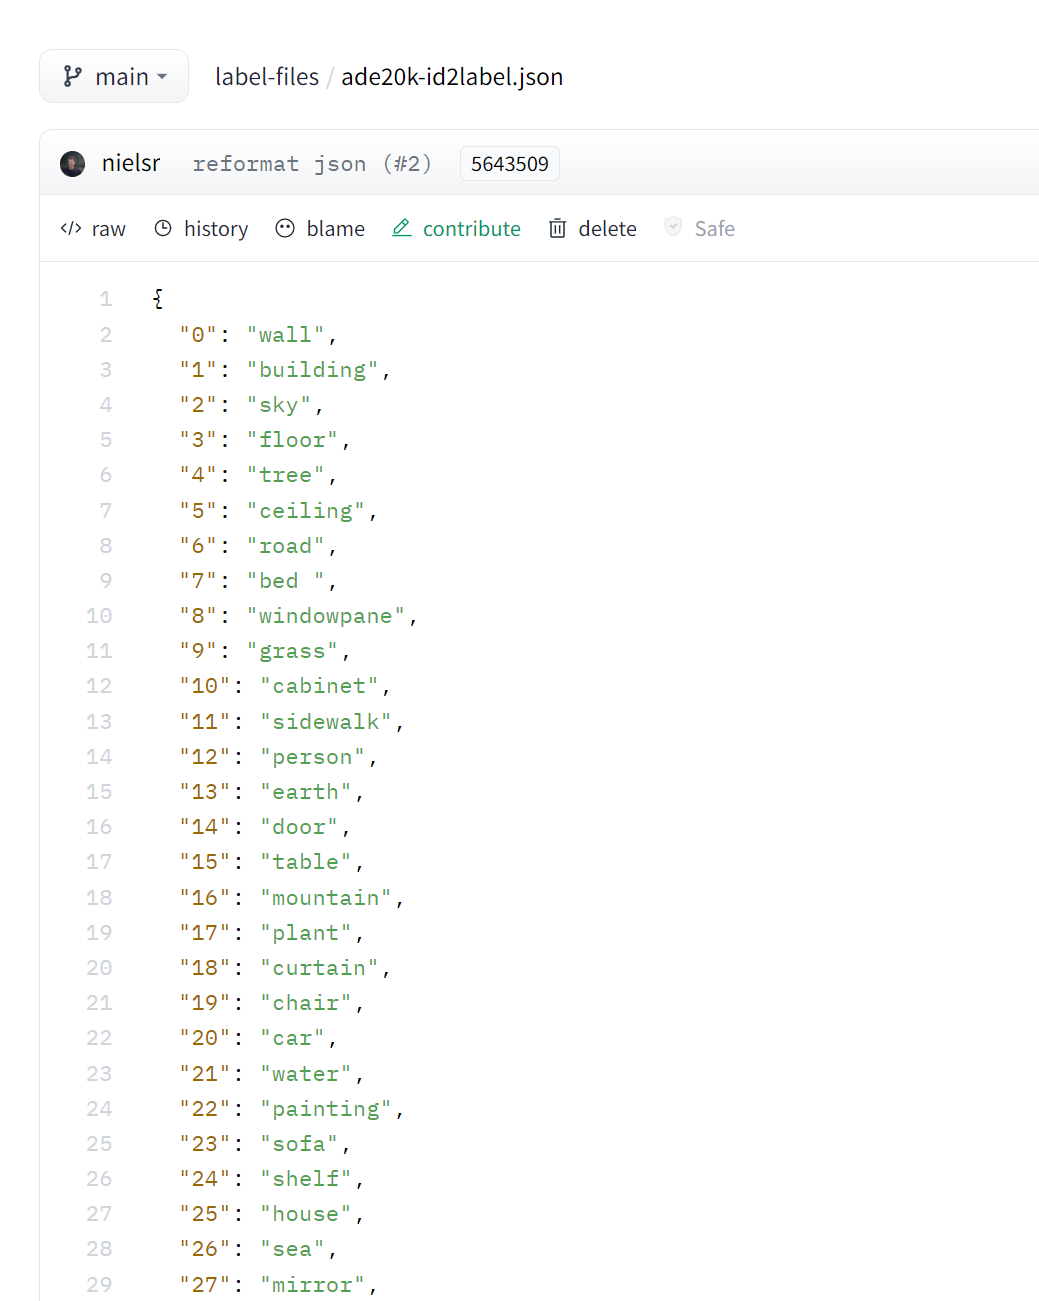 main label-files / ade20k-id2label.json
nielsr reformat json (#2) 5643509
</> raw history blame contribute delete Safe
1 {
2 "0": "wall",
3 "1": "building",
4 "2": "sky",
5 "3": "floor",
6 "4": "tree",
7 "5": "ceiling",
8 "6": "road",
9 "7": "bed ",
10 "8": "windowpane",
11 "9": "grass",
12 "10": "cabinet",
13 "11": "sidewalk",
14 "12": "person",
15 "13": "earth",
16 "14": "door",
17 "15": "table",
18 "16": "mountain",
19 "17": "plant",
20 "18": "curtain",
21 "19": "chair",
22 "20": "car",
23 "21": "water",
24 "22": "painting",
25 "23": "sofa",
26 "24": "shelf",
27 "25": "house",
28 "26": "sea",
29 "27": "mirror",